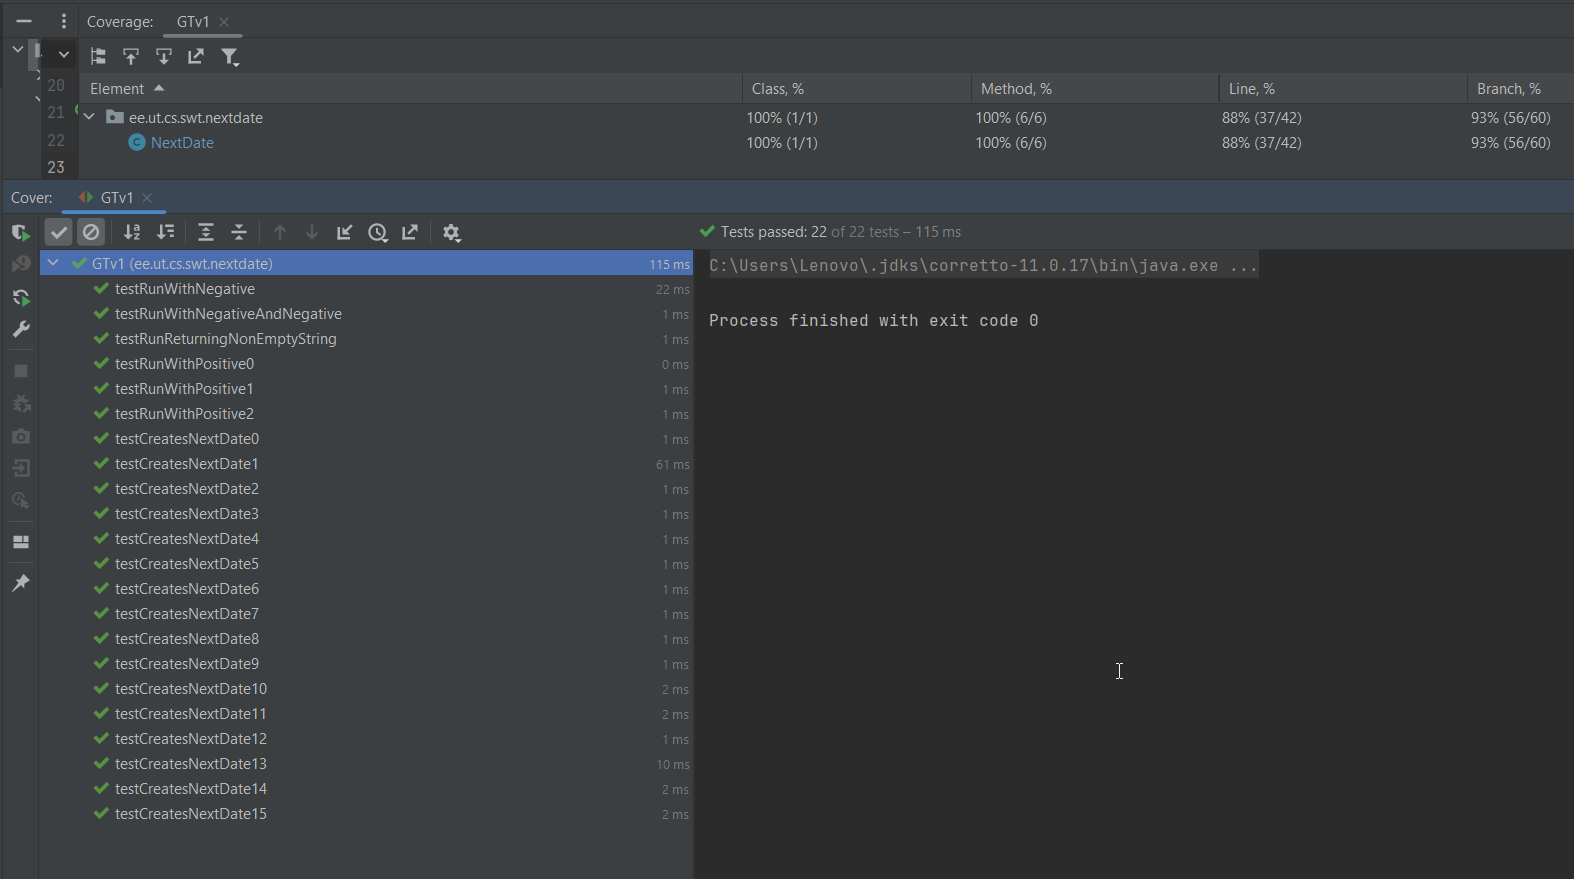 Coverage: GTv1
Element Class, % Method, % Line, % Branch, %
ee.ut.cs.swt.nextdate 100% (1/1) 100% (6/6) 88% (37/42) 93% (56/60)
NextDate 100% (1/1) 100% (6/6) 88% (37/42) 93% (56/60)
20
21
22
23
Cover: GTv1
Tests passed: 22 of 22 tests – 115 ms
GTv1 (ee.ut.cs.swt.nextdate) 115 ms
testRunWithNegative 22 ms
testRunWithNegativeAndNegative 1 ms
testRunReturningNonEmptyString 1 ms
testRunWithPositive0 0 ms
testRunWithPositive1 1 ms
testRunWithPositive2 1 ms
testCreatesNextDate0 1 ms
testCreatesNextDate1 61 ms
testCreatesNextDate2 1 ms
testCreatesNextDate3 1 ms
testCreatesNextDate4 1 ms
testCreatesNextDate5 1 ms
testCreatesNextDate6 1 ms
testCreatesNextDate7 1 ms
testCreatesNextDate8 1 ms
testCreatesNextDate9 1 ms
testCreatesNextDate10 2 ms
testCreatesNextDate11 2 ms
testCreatesNextDate12 1 ms
testCreatesNextDate13 10 ms
testCreatesNextDate14 2 ms
testCreatesNextDate15 2 ms
C:\Users\Lenovo\.jdks\corretto-11.0.17\bin\java.exe ...
Process finished with exit code 0